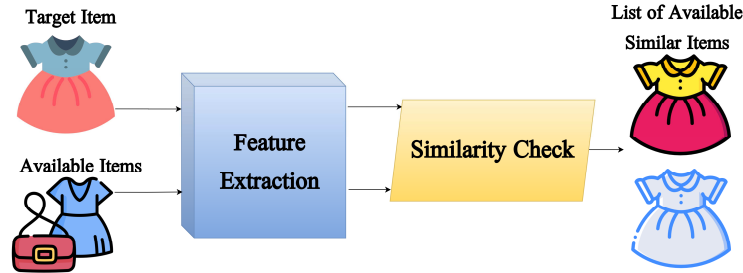 Target Item
Available Items
Feature
Extraction
Similarity Check
List of Available
Similar Items